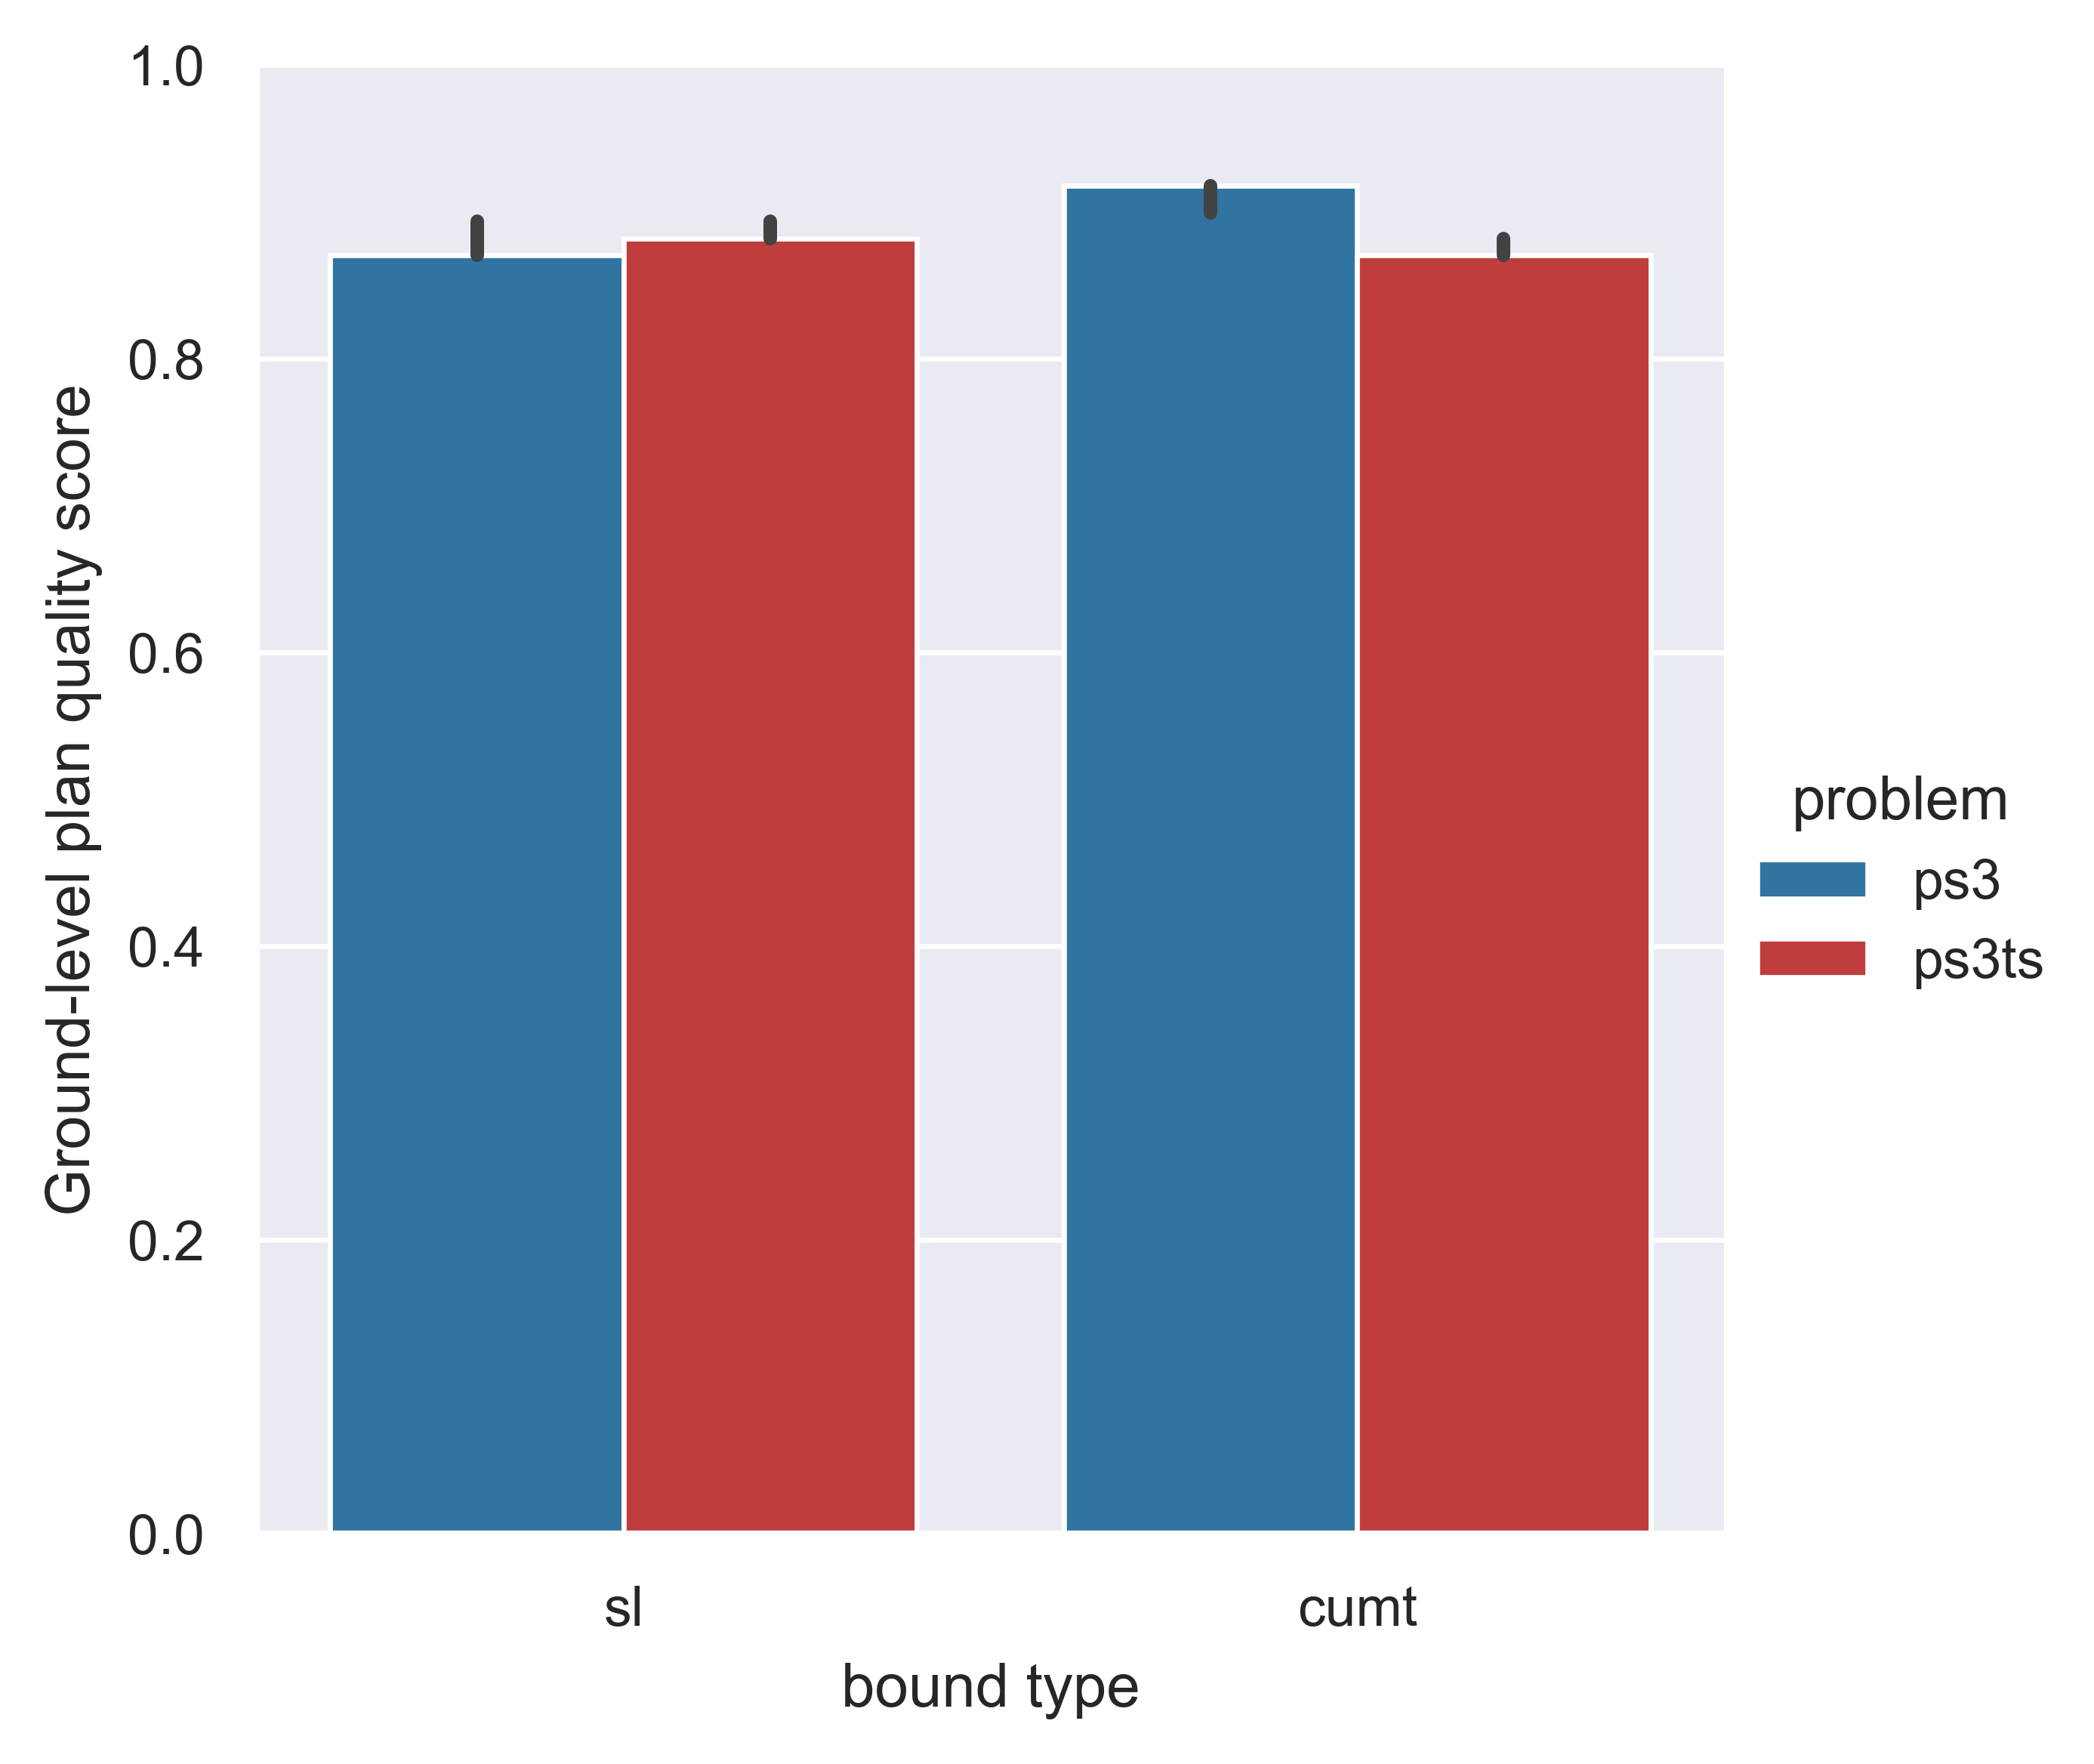 1.0
0.8
0.6
0.4
0.2
0.0
Ground-level plan quality score
sl
cumt
bound type
problem
ps3
ps3ts